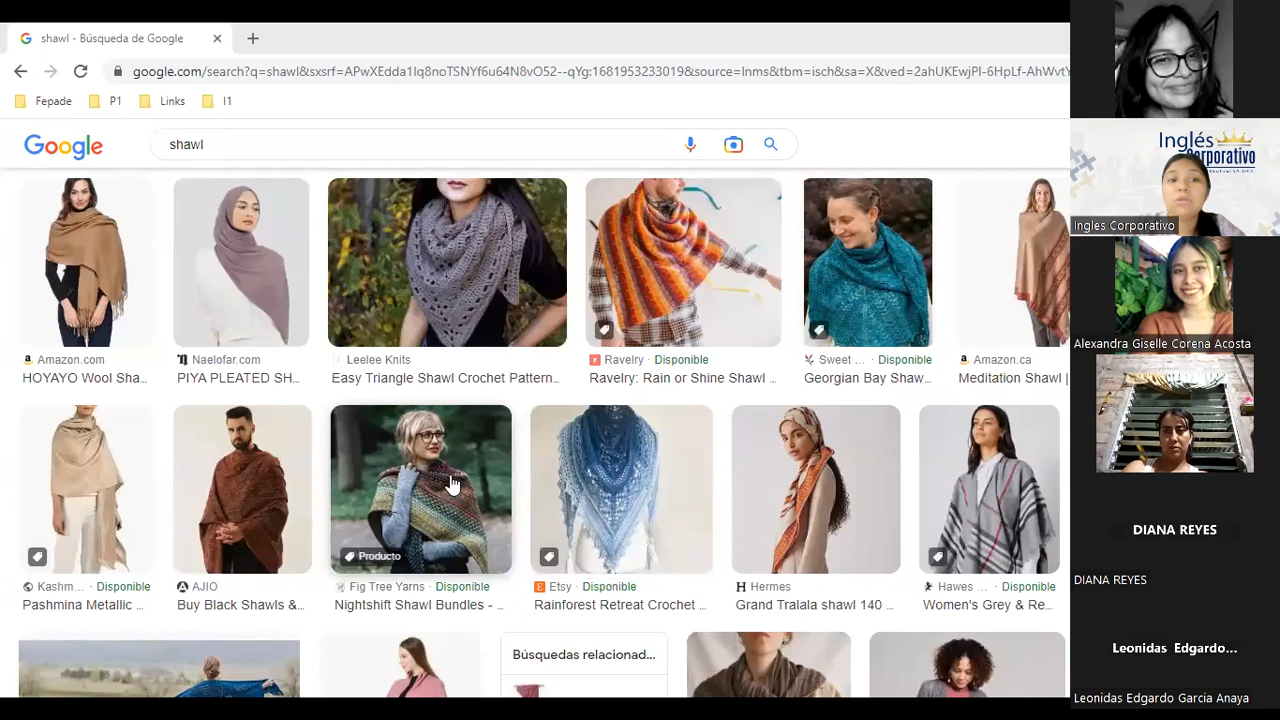 shawl - Búsqueda de Google
google.com/search?q=shawl&sxsrf=APwXEdda1Iq8noTSNYf6u64N8vO52--qYg:1681953233019&source=lnms&tbm=isch&sa=X&ved=2ahUKEwjPl-6HpLf-AhWvtY
Fepade P1 Links I1
Google
shawl
Amazon.com
HOYAYO Wool Sha...
Naelofar.com
PIYA PLEATED SH...
Leelee Knits
Easy Triangle Shawl Crochet Pattern...
Ravelry · Disponible
Ravelry: Rain or Shine Shawl ...
Sweet ... · Disponible
Georgian Bay Shaw...
Amazon.ca
Meditation Shawl |
Producto
Kashm... · Disponible
Pashmina Metallic ...
AJIO
Buy Black Shawls &...
Fig Tree Yarns · Disponible
Nightshift Shawl Bundles - ...
Etsy · Disponible
Rainforest Retreat Crochet ...
Hermes
Grand Tralala shawl 140 ...
Hawes ... · Disponible
Women's Grey & Re...
Búsquedas relacionad...
Inglés
Corporativo
Ingles Corporativo
Alexandra Giselle Corena Acosta
DIANA REYES
DIANA REYES
Leonidas Edgardo...
Leonidas Edgardo Garcia Anaya